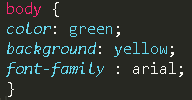 body {
color: green;
background: yellow;
font-family : arial;
}